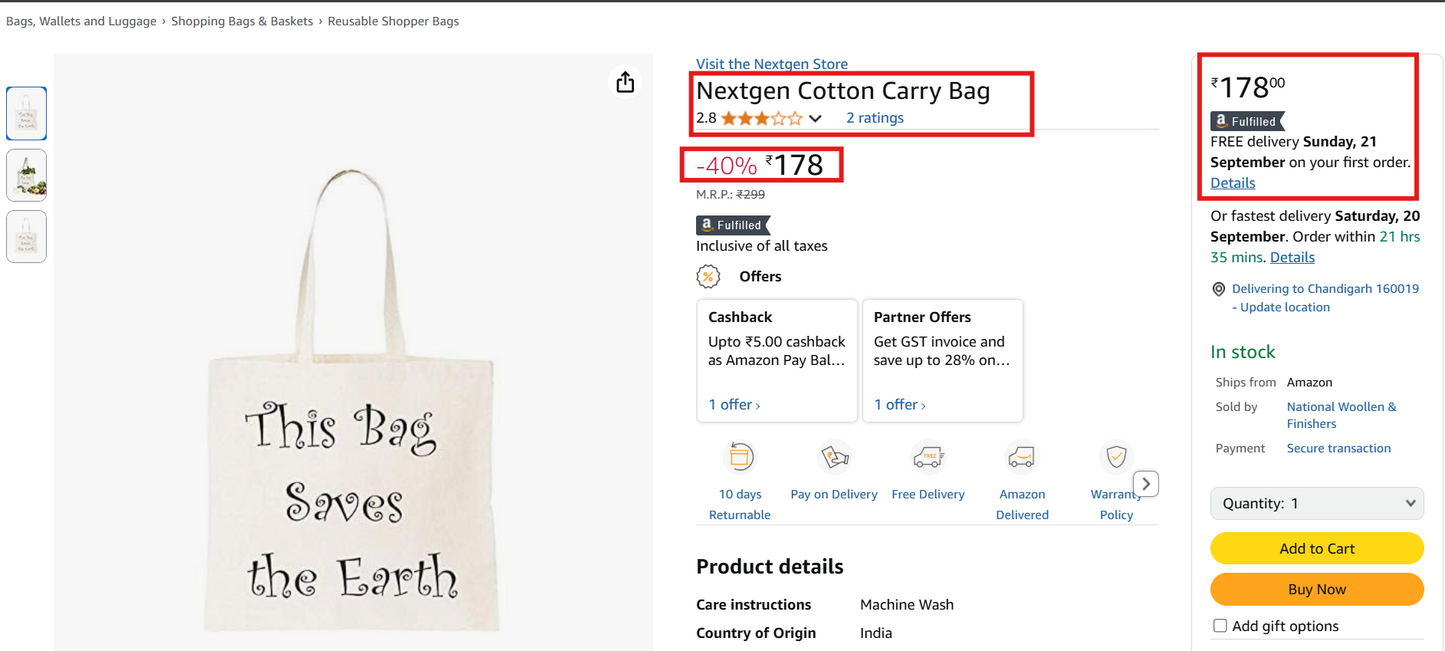 Bags, Wallets and Luggage › Shopping Bags & Baskets › Reusable Shopper Bags
This Bag
Saves
the Earth
Visit the Nextgen Store
Nextgen Cotton Carry Bag
2.8 2 ratings
-40% ₹178
M.R.P.: ₹299
a Fulfilled
Inclusive of all taxes
Offers
Cashback
Upto ₹5.00 cashback
as Amazon Pay Bal...
1 offer ›
Partner Offers
Get GST invoice and
save up to 28% on...
1 offer ›
10 days
Returnable
Pay on Delivery
FREE
Free Delivery
Amazon
Delivered
Warranty
Policy
Product details
Care instructions Machine Wash
Country of Origin India
₹17800
a Fulfilled
FREE delivery Sunday, 21
September on your first order.
Details
Or fastest delivery Saturday, 20
September. Order within 21 hrs
35 mins. Details
Delivering to Chandigarh 160019
- Update location
In stock
Ships from Amazon
Sold by National Woollen &
Finishers
Payment Secure transaction
Quantity: 1
Add to Cart
Buy Now
Add gift options